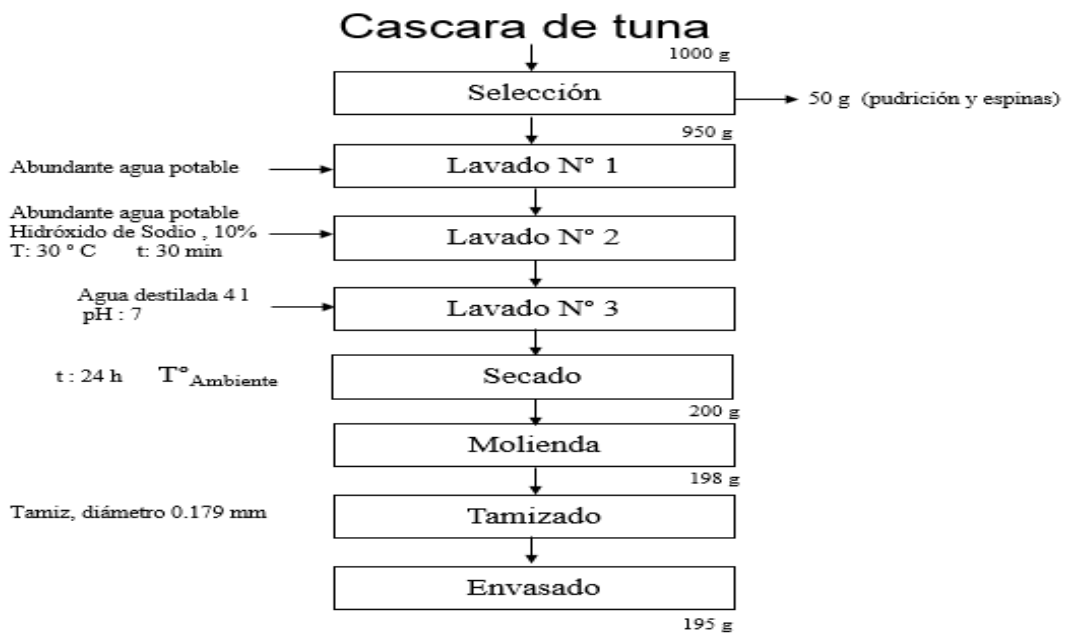 Cascara de tuna
1000 g
Selección
50 g (pudrición y espinas)
950 g
Abundante agua potable
Lavado N° 1
Abundante agua potable
Hidróxido de Sodio , 10%
T: 30 ° C t: 30 min
Lavado N° 2
Agua destilada 4 l
pH : 7
Lavado N° 3
t : 24 h T° Ambiente
Secado
200 g
Molienda
198 g
Tamiz, diámetro 0.179 mm
Tamizado
Envasado
195 g